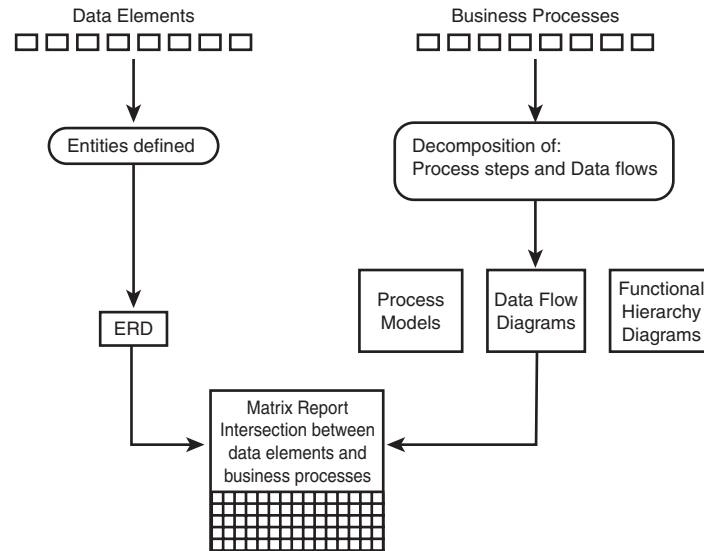 Data Elements
Business Processes
Entities defined
Decomposition of:
Process steps and Data flows
ERD
Process
Models
Data Flow
Diagrams
Functional
Hierarchy
Diagrams
Matrix Report
Intersection between
data elements and
business processes